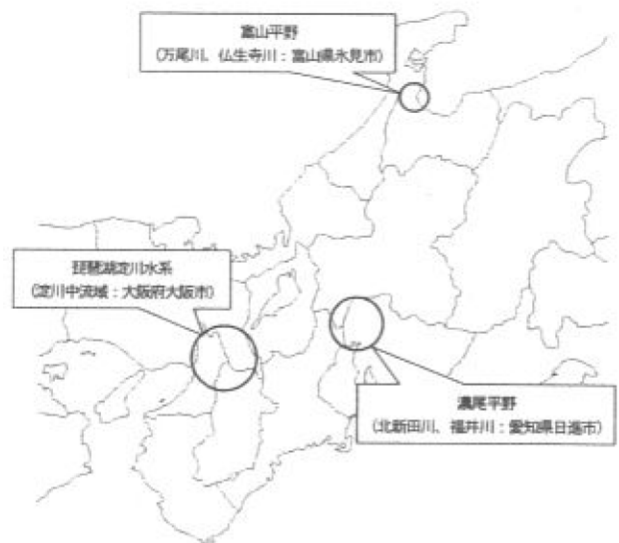 富山平野
(万尾川、仏生寺川：富山県氷見市)
琵琶湖淀川水系
(淀川中流域：大阪府大阪市)
濃尾平野
(北新田川、福井川：愛知県日進市)